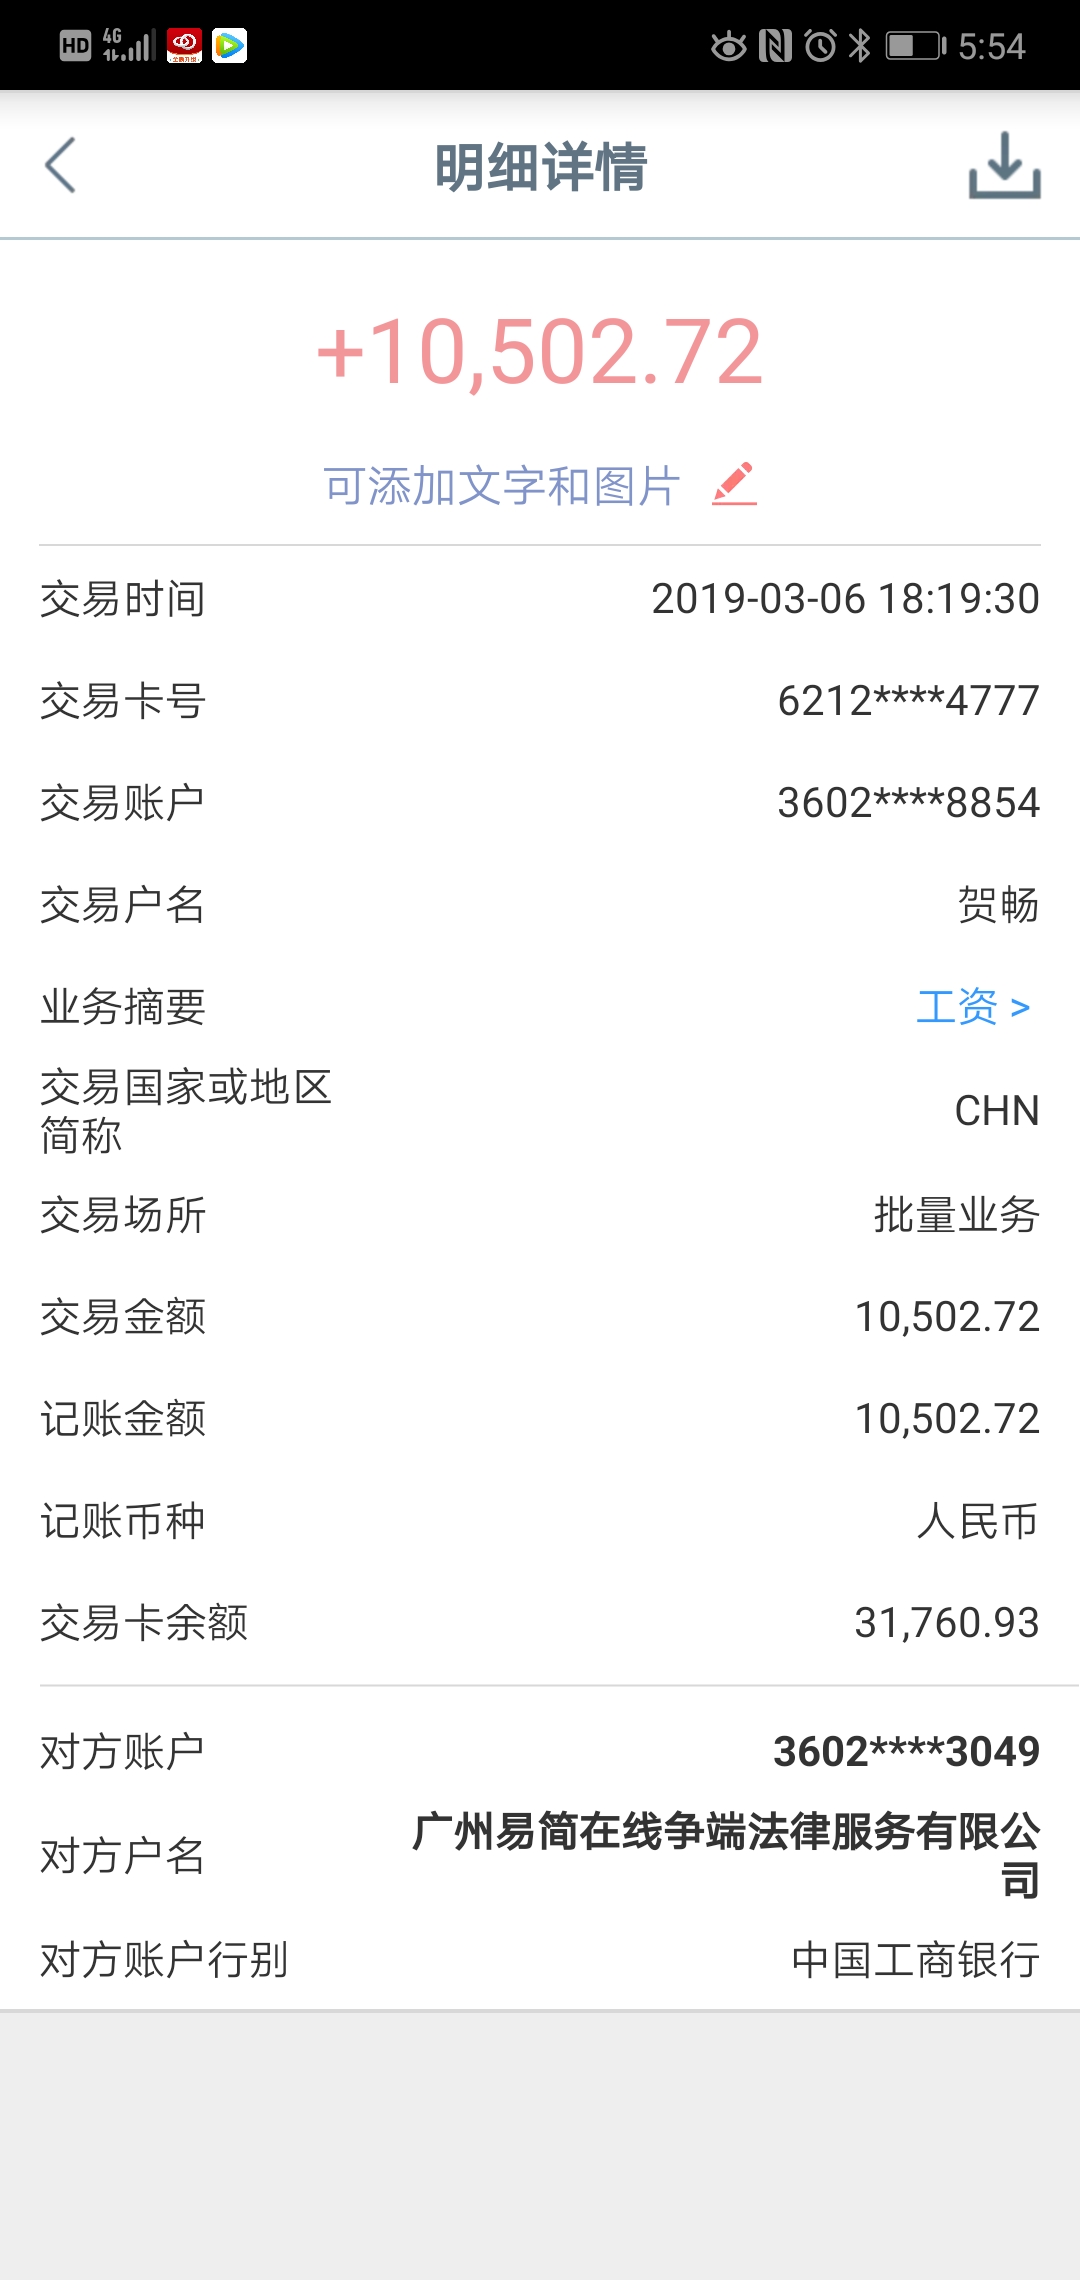 HD 4G 5:54
明细详情
+10,502.72
可添加文字和图片
交易时间 2019-03-06 18:19:30
交易卡号 6212****4777
交易账户 3602****8854
交易户名 贺畅
业务摘要 工资 >
交易国家或地区
简称 CHN
交易场所 批量业务
交易金额 10,502.72
记账金额 10,502.72
记账币种 人民币
交易卡余额 31,760.93
对方账户 3602****3049
对方户名 广州易简在线争端法律服务有限公
司
对方账户行别 中国工商银行